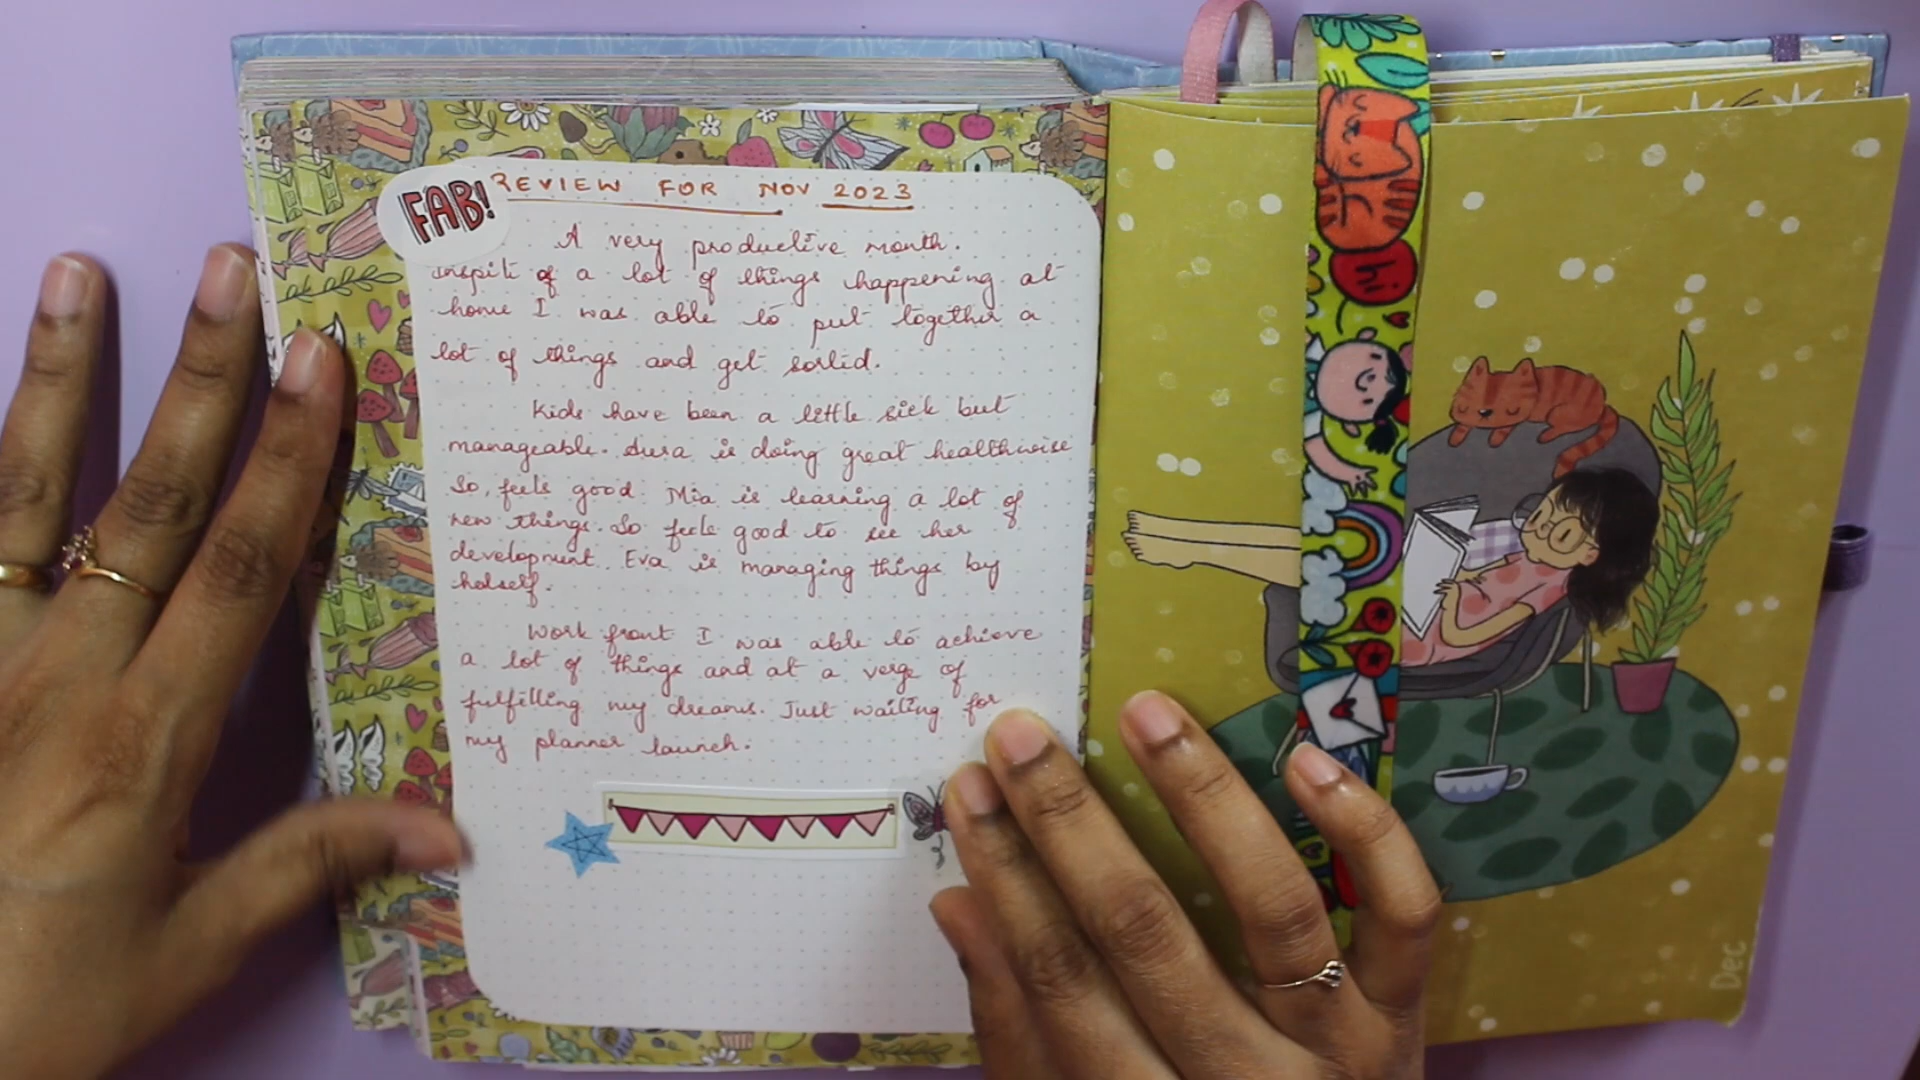 FAB!
REVIEW FOR NOV 2023
A very productive month.
Inspite of a lot of things happening at
home I was able to put together a
lot of things and get sorted.
Kids have been a little sick but
manageable. Aura is doing great healthwise
So, feels good. Mia is learning a lot of
new things. So feels good to see her
development. Eva is managing things by
helself.
Work front I was able to achieve
a lot of things and at a verge of
fulfilling my dreams. Just waiting for
my planner launch.
hi
Dec